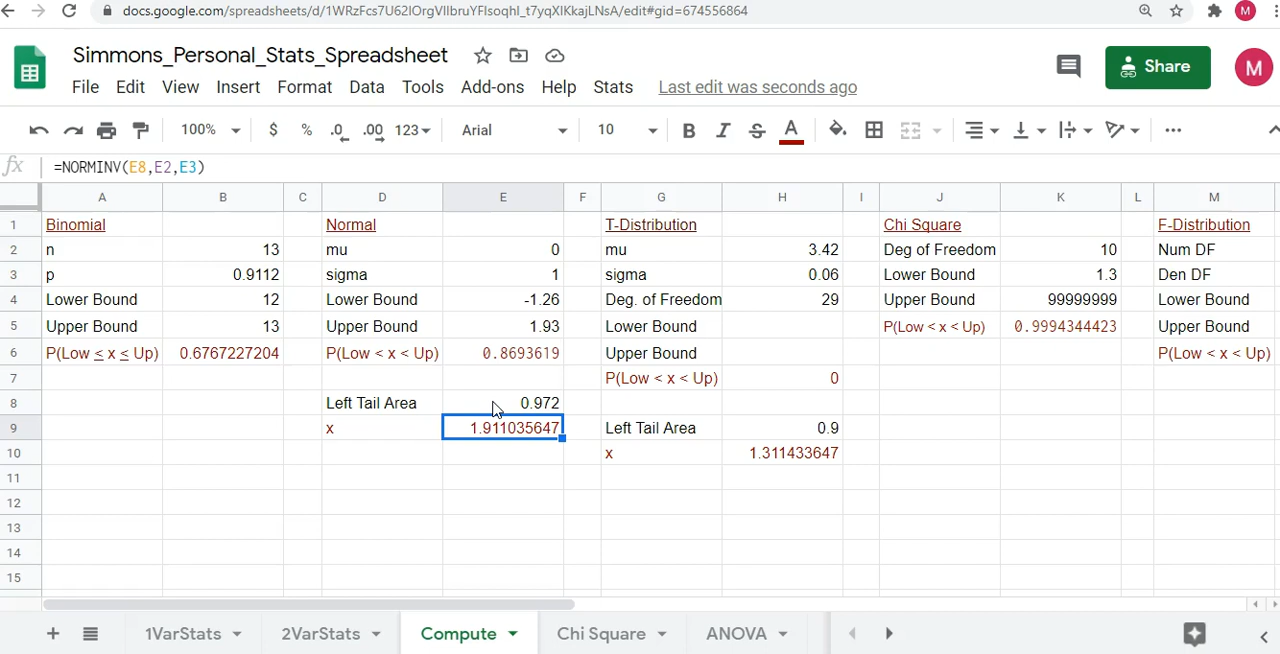 docs.google.com/spreadsheets/d/1WRzFcs7U62IOrgVIlbruYFIsoqhI_t7yqXIKkajLNsA/edit#gid=674556864
M
Simmons_Personal_Stats_Spreadsheet
Share
M
File Edit View Insert Format Data Tools Add-ons Help Stats Last edit was seconds ago
100% $ % .0 .00 123 Arial 10 B I S A
fx =NORMINV(E8,E2,E3)
A B C D E F G H I J K L M
1 Binomial Normal T-Distribution Chi Square F-Distribution
2 n 13 mu 0 mu 3.42 Deg of Freedom 10 Num DF
3 p 0.9112 sigma 1 sigma 0.06 Lower Bound 1.3 Den DF
4 Lower Bound 12 Lower Bound -1.26 Deg. of Freedom 29 Upper Bound 99999999 Lower Bound
5 Upper Bound 13 Upper Bound 1.93 Lower Bound P(Low < x < Up) 0.9994344423 Upper Bound
6 P(Low ≤ x ≤ Up) 0.6767227204 P(Low < x < Up) 0.8693619 Upper Bound P(Low < x < Up)
7 P(Low < x < Up) 0
8 Left Tail Area 0.972
9 x 1.911035647 Left Tail Area 0.9
10 x 1.311433647
11
12
13
14
15
+ 1VarStats 2VarStats Compute Chi Square ANOVA